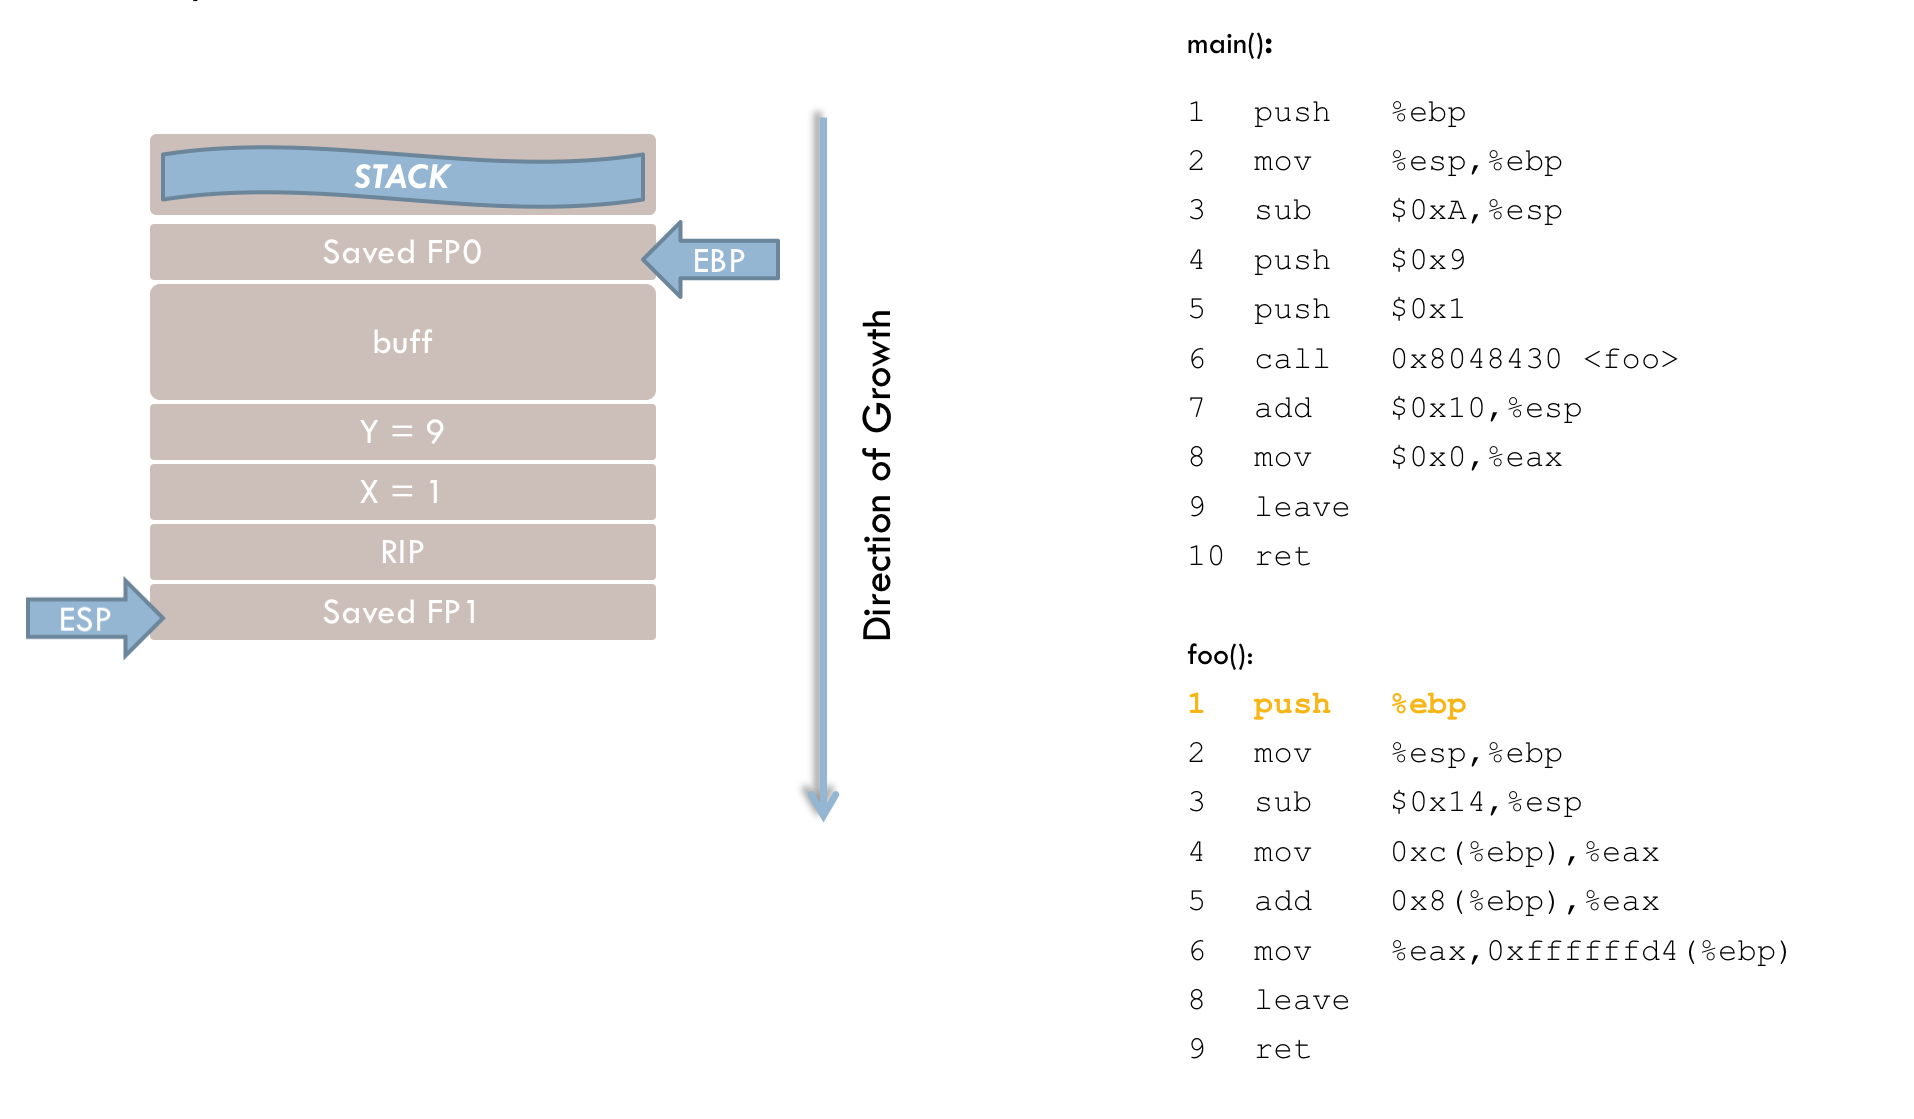 STACK
Saved FP0
EBP
buff
Y = 9
X = 1
RIP
ESP
Saved FP1
Direction of Growth
main():
1 push %ebp
2 mov %esp,%ebp
3 sub $0xA,%esp
4 push $0x9
5 push $0x1
6 call 0x8048430 <foo>
7 add $0x10,%esp
8 mov $0x0,%eax
9 leave
10 ret
foo():
1 push %ebp
2 mov %esp,%ebp
3 sub $0x14,%esp
4 mov 0xc(%ebp),%eax
5 add 0x8(%ebp),%eax
6 mov %eax,0xffffffd4(%ebp)
8 leave
9 ret